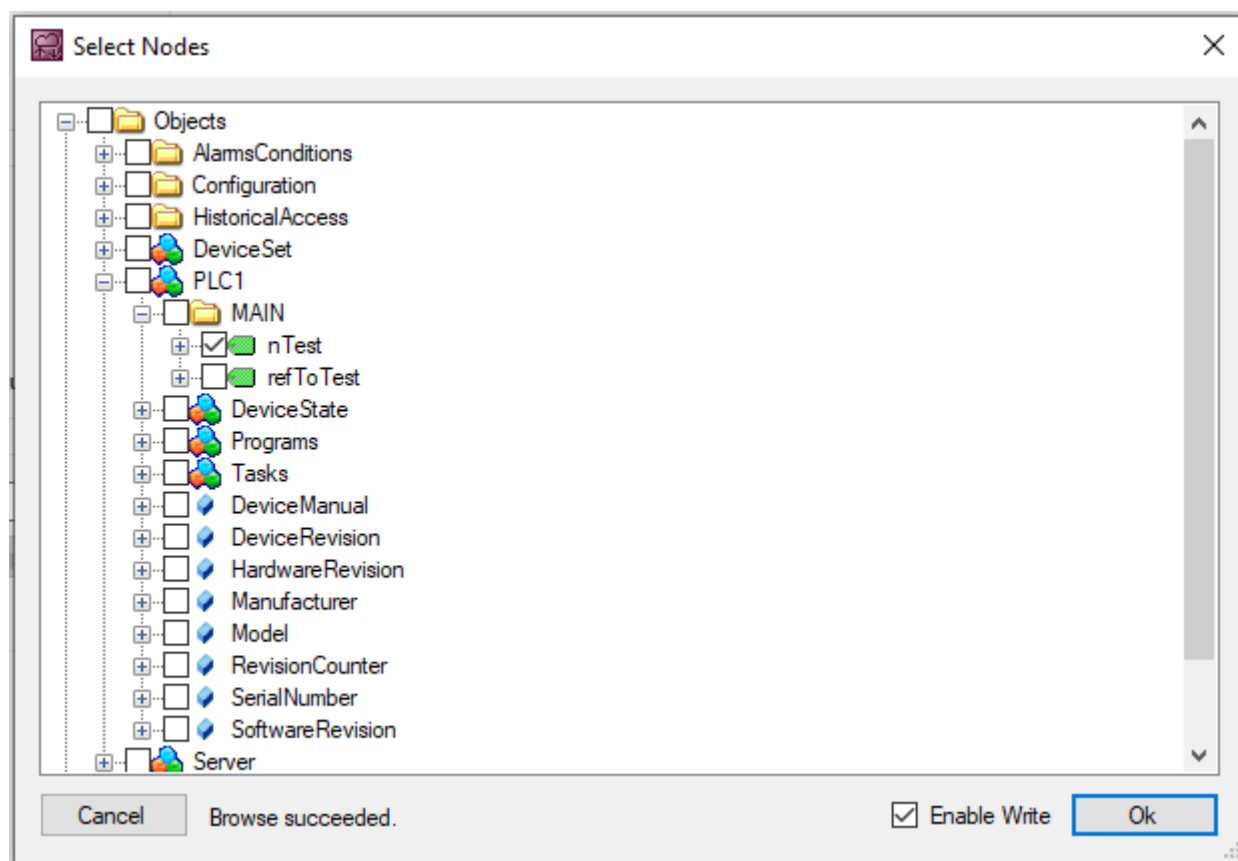 Select Nodes
Objects
AlarmsConditions
Configuration
HistoricalAccess
DeviceSet
PLC1
MAIN
nTest
refToTest
DeviceState
Programs
Tasks
DeviceManual
DeviceRevision
HardwareRevision
Manufacturer
Model
RevisionCounter
SerialNumber
SoftwareRevision
Server
Cancel Browse succeeded. Enable Write Ok